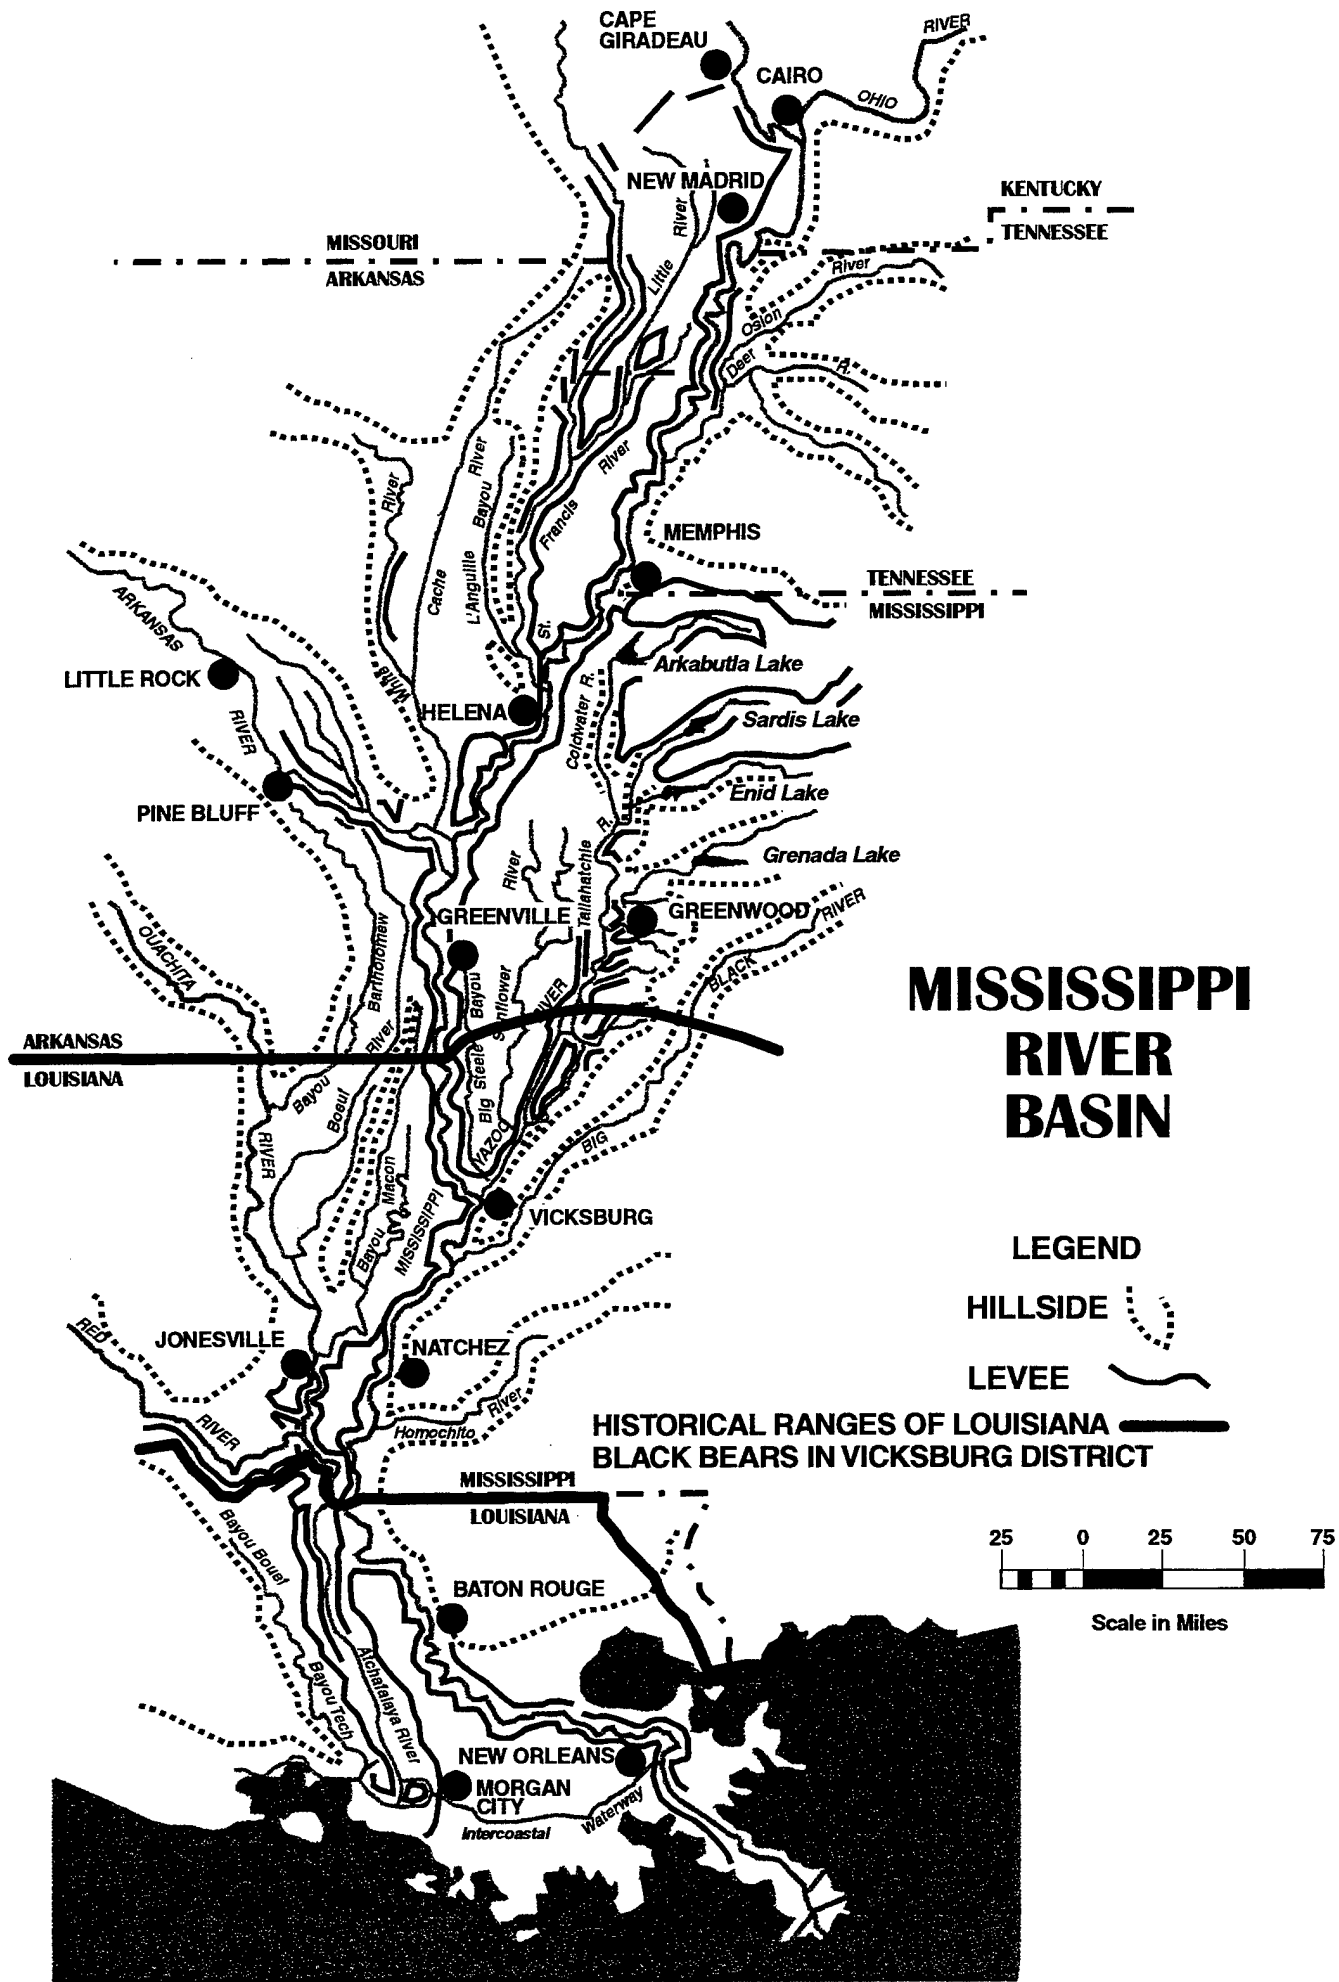 CAPE
GIRADEAU
CAIRO
OHIO
RIVER
NEW MADRID
KENTUCKY
TENNESSEE
MISSOURI
ARKANSAS
Little
River
Osion
River
Deer
R.
River
Cache
River
L'Anguille
Bayou
St.
Francis
River
MEMPHIS
TENNESSEE
MISSISSIPPI
ARKANSAS
RIVER
LITTLE ROCK
White
HELENA
Arkabutla Lake
Coldwater R.
Sardis Lake
PINE BLUFF
Enid Lake
Grenada Lake
Tallahatchie
R.
River
GREENVILLE
GREENWOOD
OUACHITA
RIVER
Bartholomew
Big Steele Bayou
Sunflower
RIVER
BLACK
RIVER
MISSISSIPPI
RIVER
BASIN
ARKANSAS
LOUISIANA
Bayou
River
Boeuf
YAZOO
BIG
Bayou
Macon
MISSISSIPPI
VICKSBURG
LEGEND
HILLSIDE
RED
RIVER
JONESVILLE
NATCHEZ
LEVEE
Homochito
River
HISTORICAL RANGES OF LOUISIANA
BLACK BEARS IN VICKSBURG DISTRICT
MISSISSIPPI
LOUISIANA
Bayou Bouef
25 0 25 50 75
Scale in Miles
BATON ROUGE
Bayou Tech
Atchafalaya River
NEW ORLEANS
MORGAN
CITY
Intercoastal
Waterway